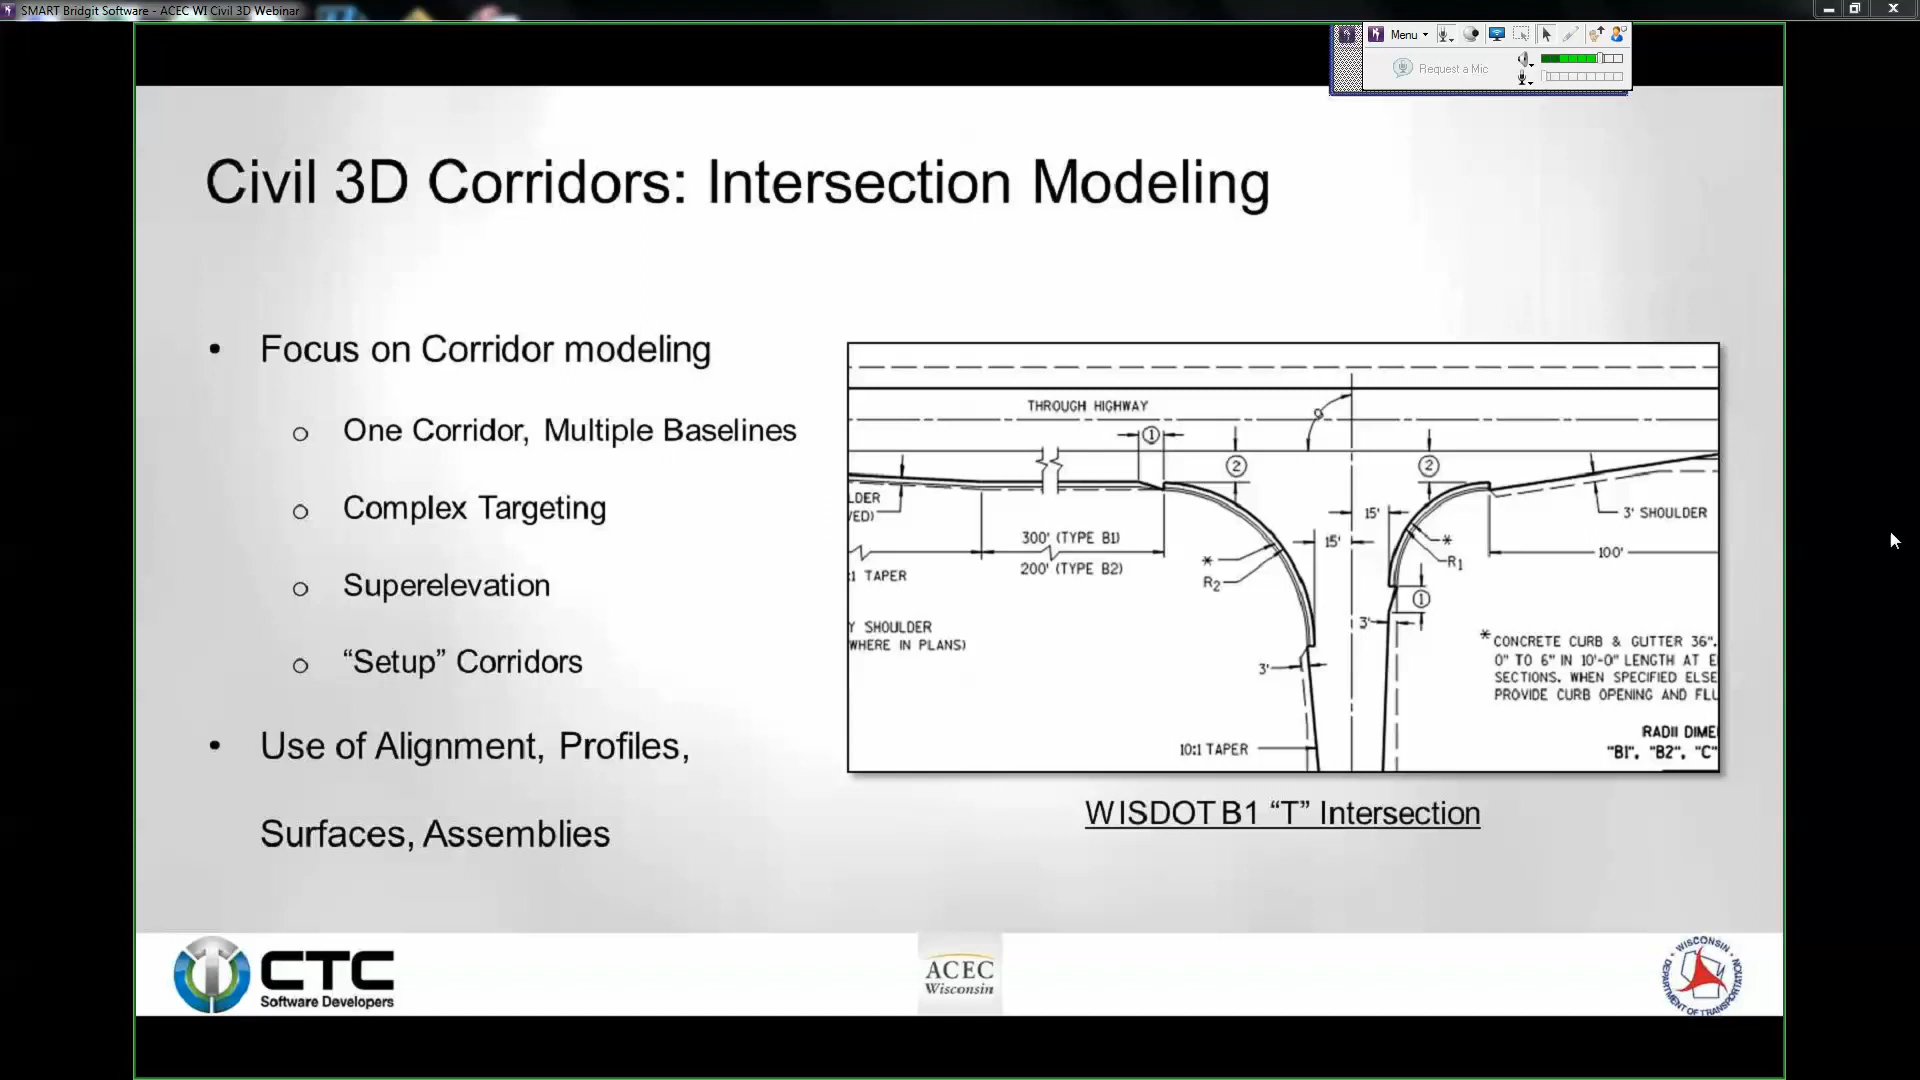 SMART Bridgit Software - ACEC WI Civil 3D Webinar
Menu
Request a Mic
Civil 3D Corridors: Intersection Modeling
• Focus on Corridor modeling
o One Corridor, Multiple Baselines
o Complex Targeting
o Superelevation
o “Setup” Corridors
• Use of Alignment, Profiles,
Surfaces, Assemblies
THROUGH HIGHWAY
1
2
2
LDER
VED)
15'
3' SHOULDER
300' (TYPE B1)
15'
*
R1
100'
200' (TYPE B2)
*
R2
:1 TAPER
1
3'
Y SHOULDER
WHERE IN PLANS)
3'
* CONCRETE CURB & GUTTER 36".
0" TO 6" IN 10'-0" LENGTH AT E
SECTIONS. WHEN SPECIFIED ELSE
PROVIDE CURB OPENING AND FLU
10:1 TAPER
RADII DIME
"B1", "B2", "C"
WISDOT B1 “T” Intersection
CTC
Software Developers
ACEC
Wisconsin
WISCONSIN
DEPARTMENT OF TRANSPORTATION